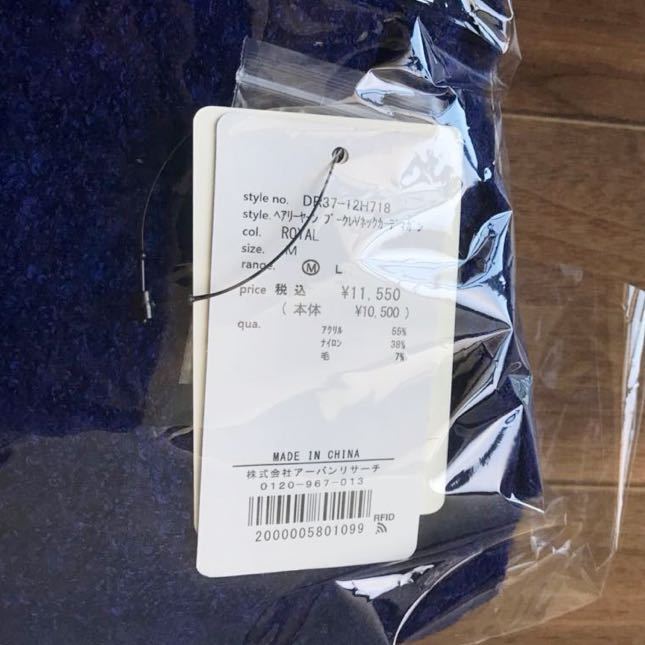 style no. DR37-12H718
style. ヘアリーヤーン ブークレVネックカーディガン
col. ROYAL
size. M
range. Ⓜ L
price 税込 ¥11,550
(本体 ¥10,500)
qua. アクリル 55%
ナイロン 38%
毛 7%
MADE IN CHINA
株式会社アーバンリサーチ
0120-967-013
2000005801099
RFID